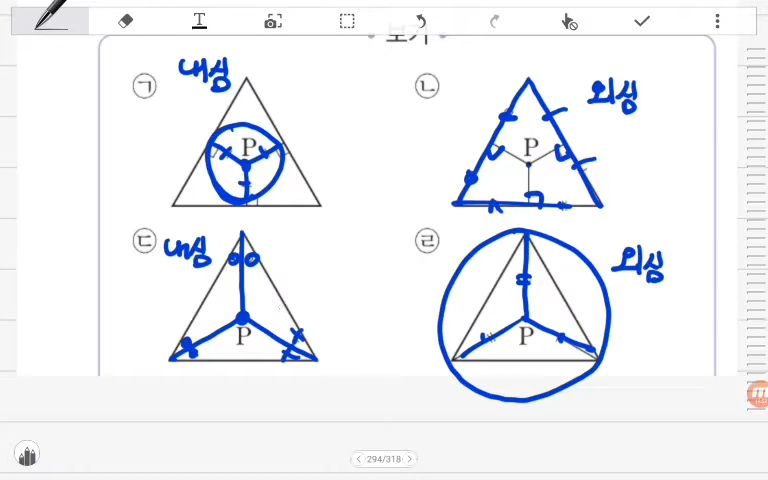 보기
㉠ 내심
P
㉡ 외심
P
㉢ 내심
P
㉣ 외심
P
294/318